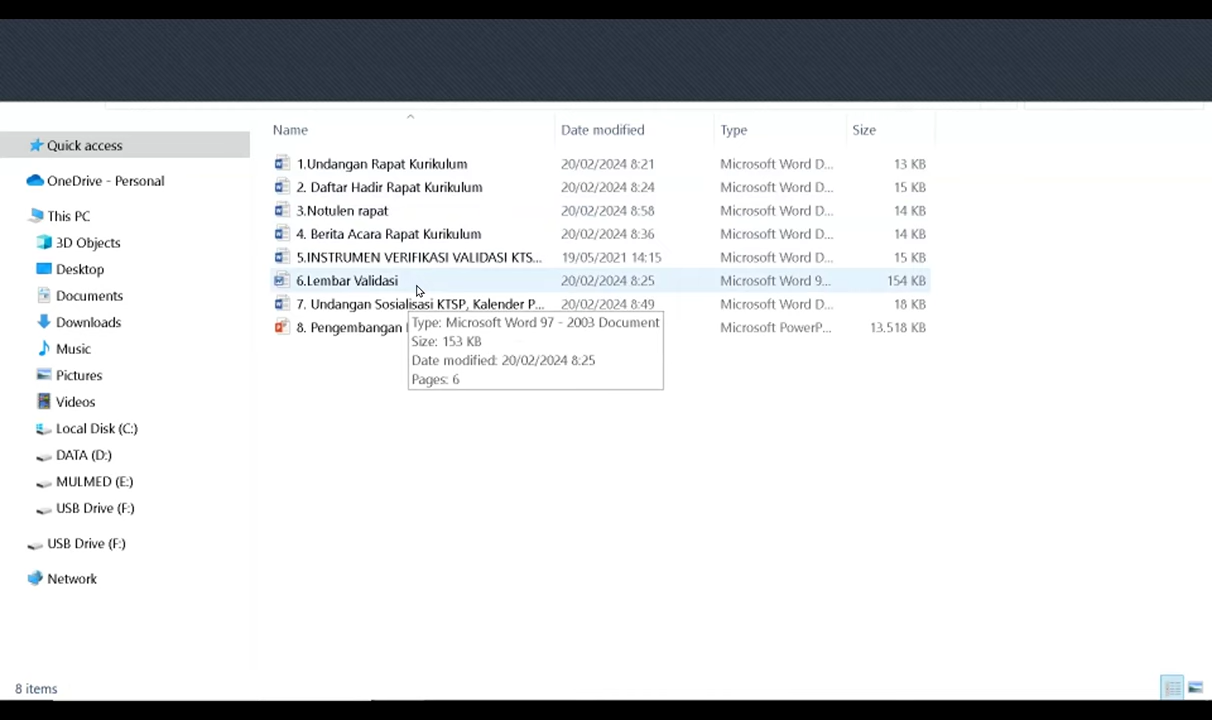 Name Date modified Type Size
Quick access
OneDrive - Personal
This PC
3D Objects
Desktop
Documents
Downloads
Music
Pictures
Videos
Local Disk (C:)
DATA (D:)
MULMED (E:)
USB Drive (F:)
USB Drive (F:)
Network
1.Undangan Rapat Kurikulum 20/02/2024 8:21 Microsoft Word D... 13 KB
2. Daftar Hadir Rapat Kurikulum 20/02/2024 8:24 Microsoft Word D... 15 KB
3.Notulen rapat 20/02/2024 8:58 Microsoft Word D... 14 KB
4. Berita Acara Rapat Kurikulum 20/02/2024 8:36 Microsoft Word D... 14 KB
5.INSTRUMEN VERIFIKASI VALIDASI KTS... 19/05/2021 14:15 Microsoft Word D... 15 KB
6.Lembar Validasi 20/02/2024 8:25 Microsoft Word 9... 154 KB
7. Undangan Sosialisasi KTSP, Kalender P... 20/02/2024 8:49 Microsoft Word D... 18 KB
8. Pengembangan Microsoft PowerP... 13.518 KB
Type: Microsoft Word 97 - 2003 Document
Size: 153 KB
Date modified: 20/02/2024 8:25
Pages: 6
8 items